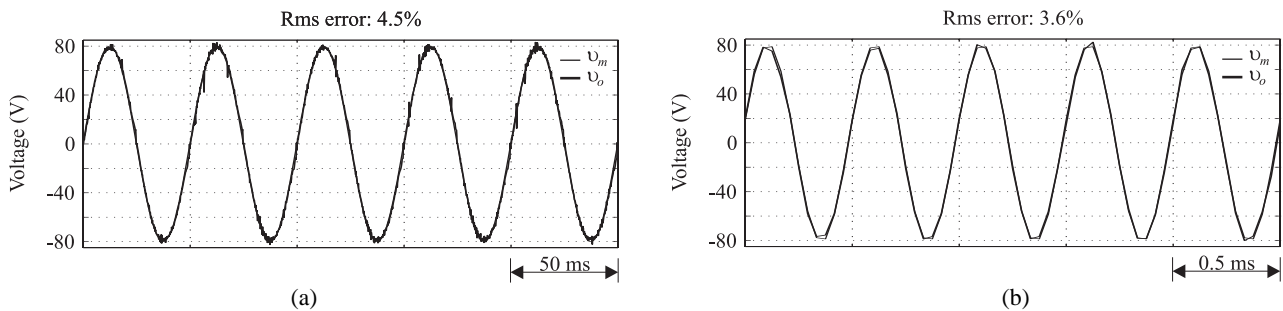 Rms error: 4.5%
80
40
0
-40
-80
Voltage (V)
υm
υo
50 ms
(a)
Rms error: 3.6%
80
40
0
-40
-80
Voltage (V)
υm
υo
0.5 ms
(b)